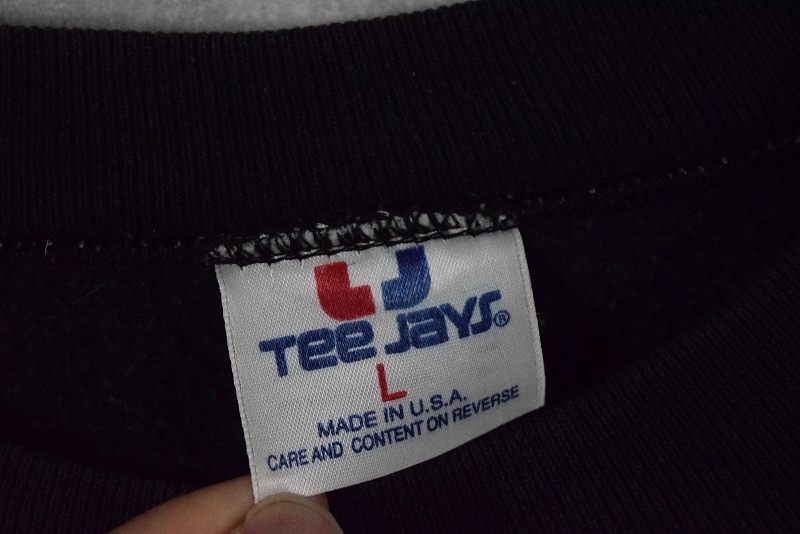 Tee Jays®
L
MADE IN U.S.A.
CARE AND CONTENT ON REVERSE